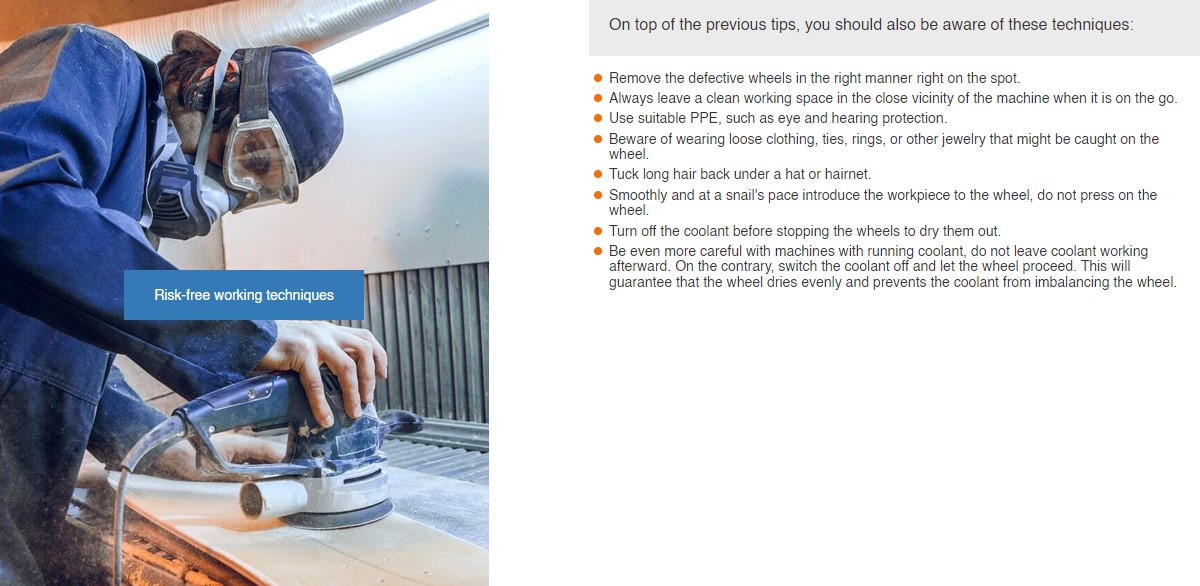 On top of the previous tips, you should also be aware of these techniques:
Remove the defective wheels in the right manner right on the spot.
Always leave a clean working space in the close vicinity of the machine when it is on the go.
Use suitable PPE, such as eye and hearing protection.
Beware of wearing loose clothing, ties, rings, or other jewelry that might be caught on the
wheel.
Tuck long hair back under a hat or hairnet.
Smoothly and at a snail's pace introduce the workpiece to the wheel, do not press on the
wheel.
Turn off the coolant before stopping the wheels to dry them out.
Be even more careful with machines with running coolant, do not leave coolant working
afterward. On the contrary, switch the coolant off and let the wheel proceed. This will
guarantee that the wheel dries evenly and prevents the coolant from imbalancing the wheel.
Risk-free working techniques